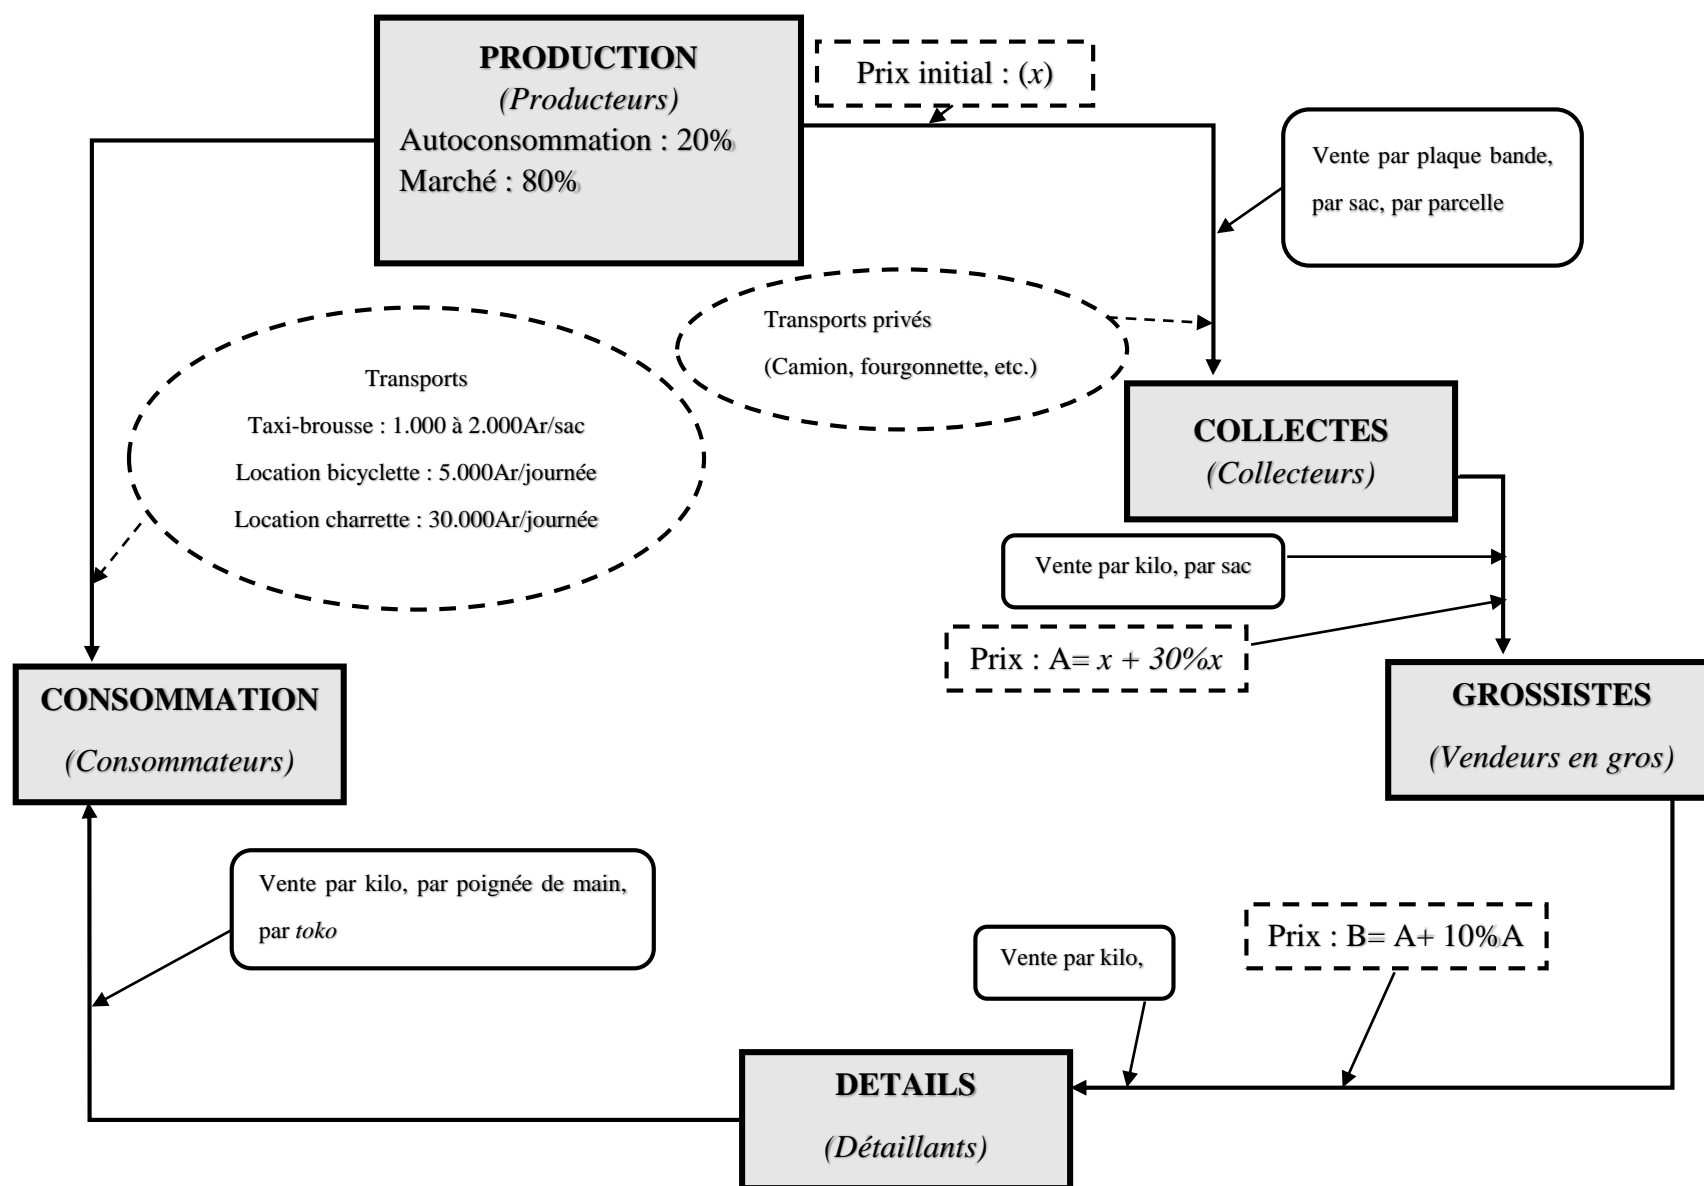 PRODUCTION
(Producteurs)
Autoconsommation : 20%
Marché : 80%
Prix initial : (x)
Vente par plaque bande,
par sac, par parcelle
Transports privés
(Camion, fourgonnette, etc.)
Transports
Taxi-brousse : 1.000 à 2.000Ar/sac
Location bicyclette : 5.000Ar/journée
Location charrette : 30.000Ar/journée
COLLECTES
(Collecteurs)
Vente par kilo, par sac
Prix : A= x + 30%x
CONSOMMATION
(Consommateurs)
GROSSISTES
(Vendeurs en gros)
Vente par kilo, par poignée de main,
par toko
Vente par kilo,
Prix : B= A+ 10%A
DETAILS
(Détaillants)